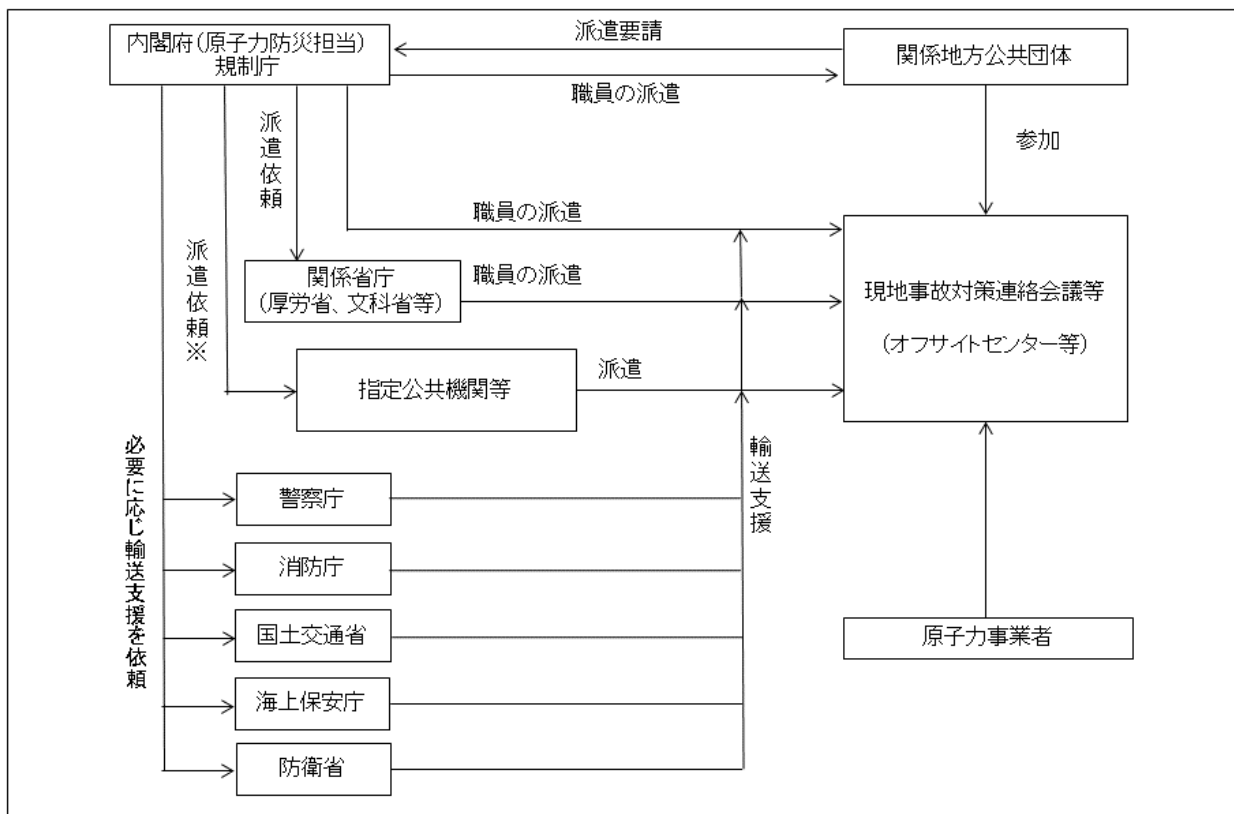 内閣府(原子力防災担当)
規制庁
派遣要請
関係地方公共団体
職員の派遣
派遣依頼
参加
職員の派遣
派遣依頼※
関係省庁
(厚労省、文科省等)
職員の派遣
現地事故対策連絡会議等
(オフサイトセンター等)
指定公共機関等
派遣
必要に応じ輸送支援を依頼
輸送支援
警察庁
消防庁
国土交通省
原子力事業者
海上保安庁
防衛省